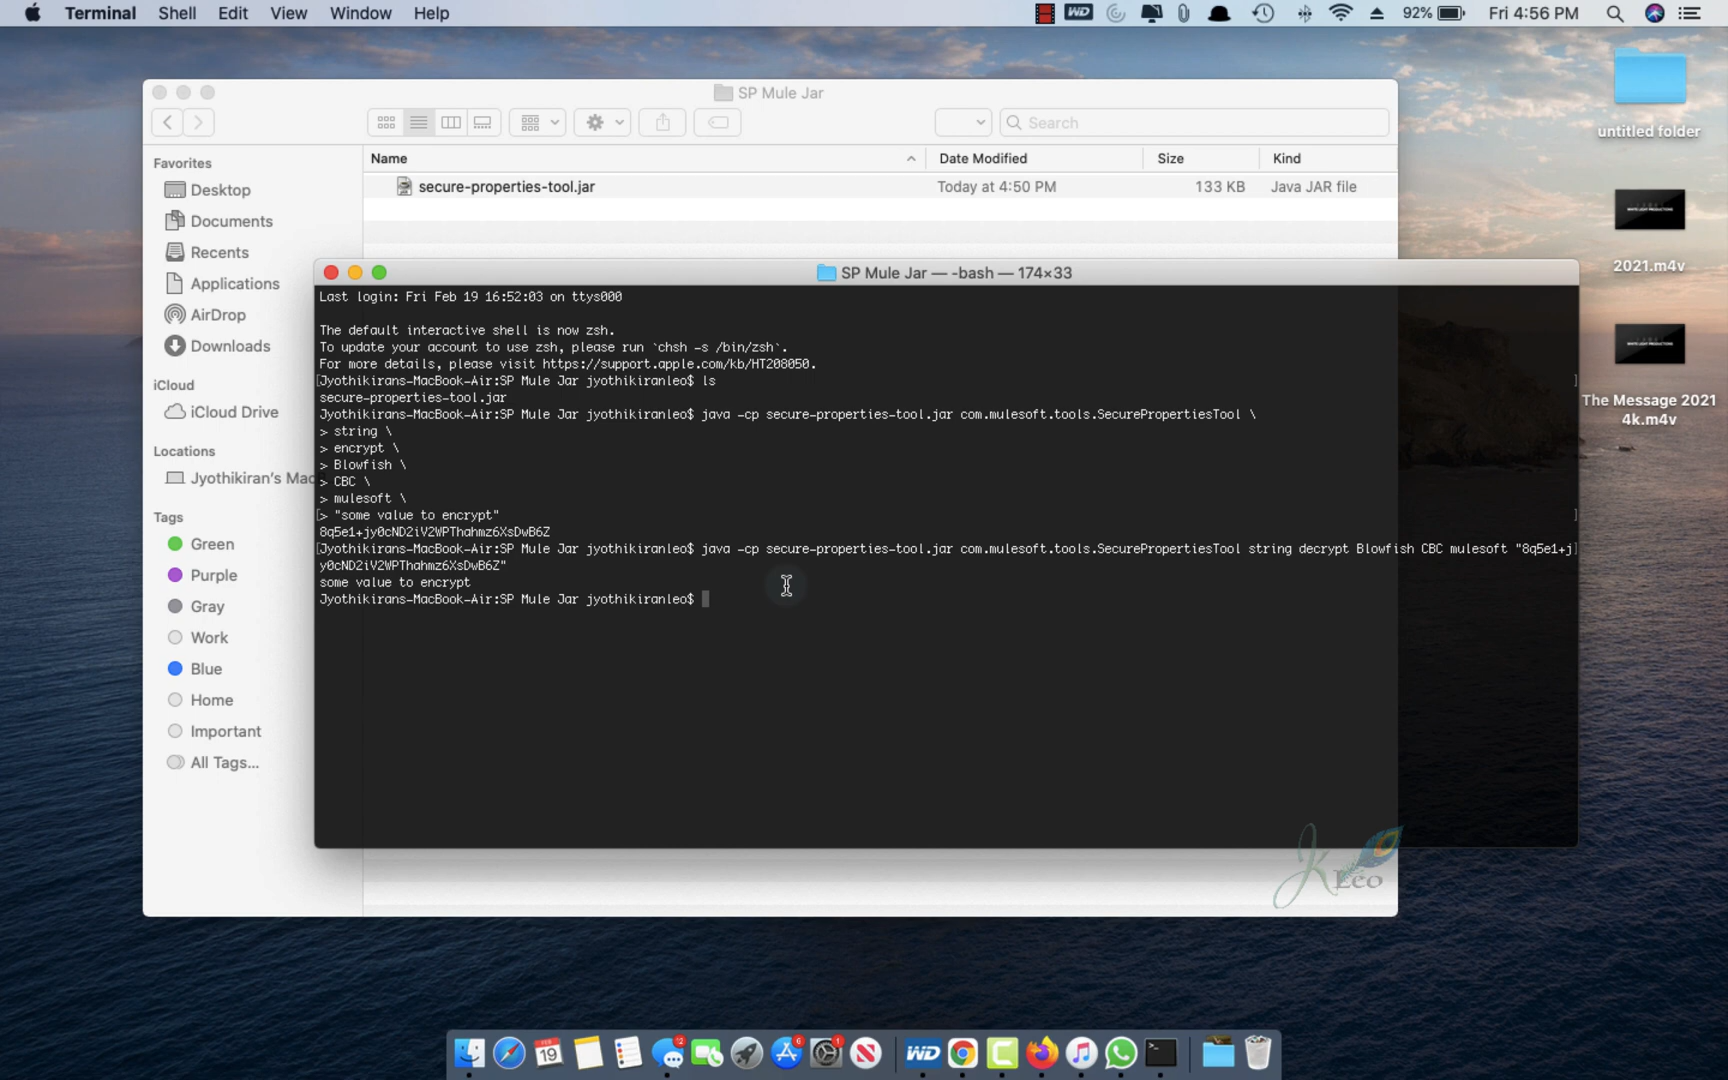 Terminal Shell Edit View Window Help WD 92% Fri 4:56 PM
SP Mule Jar
Search
Favorites
Desktop
Documents
Recents
Applications
AirDrop
Downloads
iCloud
iCloud Drive
Locations
Jyothikiran's Mac
Tags
Green
Purple
Gray
Work
Blue
Home
Important
All Tags...
Name Date Modified Size Kind
secure-properties-tool.jar Today at 4:50 PM 133 KB Java JAR file
SP Mule Jar — -bash — 174×33
Last login: Fri Feb 19 16:52:03 on ttys000
The default interactive shell is now zsh.
To update your account to use zsh, please run `chsh -s /bin/zsh`.
For more details, please visit https://support.apple.com/kb/HT208050.
[Jyothikirans-MacBook-Air:SP Mule Jar jyothikiranleo$ ls ]
secure-properties-tool.jar
Jyothikirans-MacBook-Air:SP Mule Jar jyothikiranleo$ java -cp secure-properties-tool.jar com.mulesoft.tools.SecurePropertiesTool \
> string \
> encrypt \
> Blowfish \
> CBC \
> mulesoft \
[> "some value to encrypt" ]
8q5e1+jy0cND2iV2WPThahmz6XsDwB6Z
[Jyothikirans-MacBook-Air:SP Mule Jar jyothikiranleo$ java -cp secure-properties-tool.jar com.mulesoft.tools.SecurePropertiesTool string decrypt Blowfish CBC mulesoft "8q5e1+j]
y0cND2iV2WPThahmz6XsDwB6Z"
some value to encrypt
Jyothikirans-MacBook-Air:SP Mule Jar jyothikiranleo$
untitled folder
2021.m4v
The Message 2021
4k.m4v
JK Leo
FEB
19
12
6
1
WD